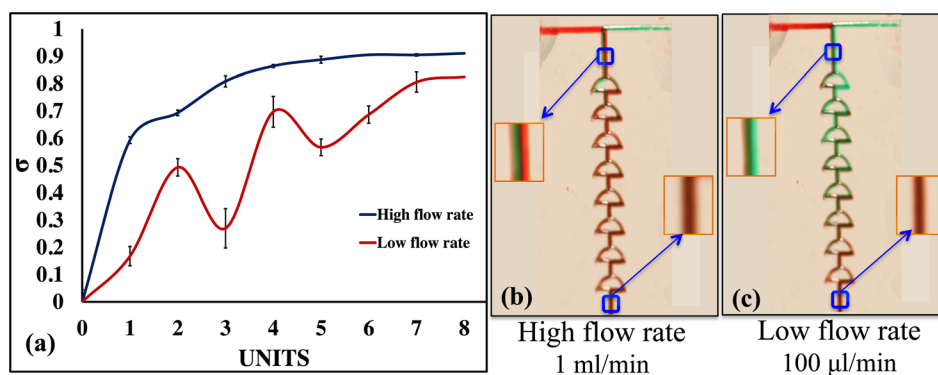 1
0.9
0.8
0.7
0.6
0.5
0.4
0.3
0.2
0.1
0
σ
High flow rate
Low flow rate
0 1 2 3 4 5 6 7 8
(a)
UNITS
(b)
High flow rate
1 ml/min
(c)
Low flow rate
100 µl/min